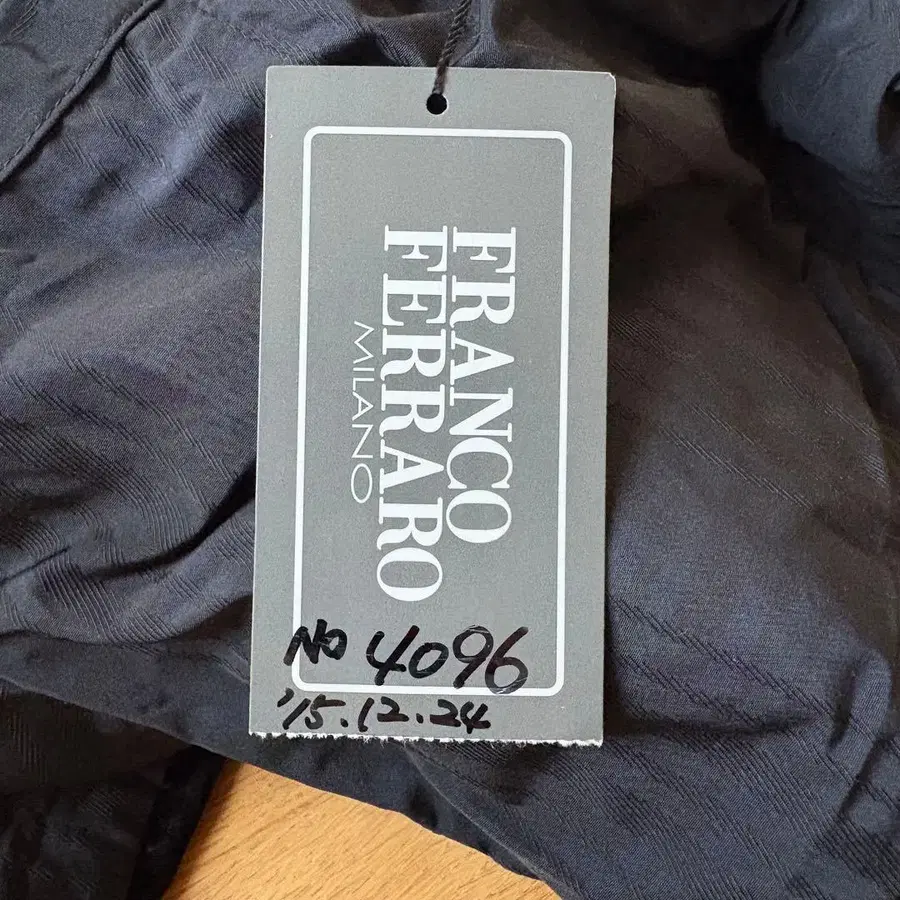 FRANCO
FERRARO
MILANO
NO 4096
'15.12.24